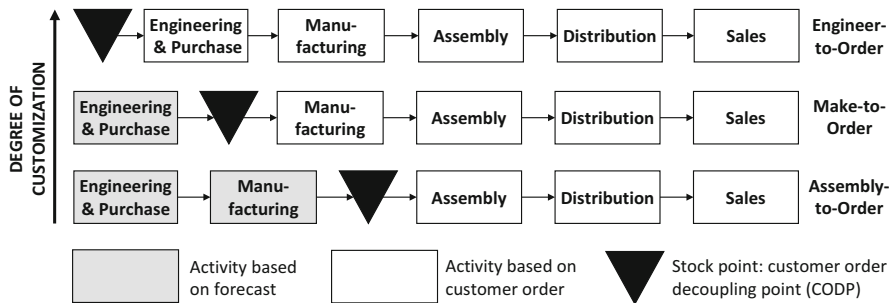 DEGREE OF
CUSTOMIZATION
Engineering
& Purchase
Manu-
facturing
Assembly
Distribution
Sales
Engineer-
to-Order
Engineering
& Purchase
Manu-
facturing
Assembly
Distribution
Sales
Make-to-
Order
Engineering
& Purchase
Manu-
facturing
Assembly
Distribution
Sales
Assembly-
to-Order
Activity based
on forecast
Activity based on
customer order
Stock point: customer order
decoupling point (CODP)